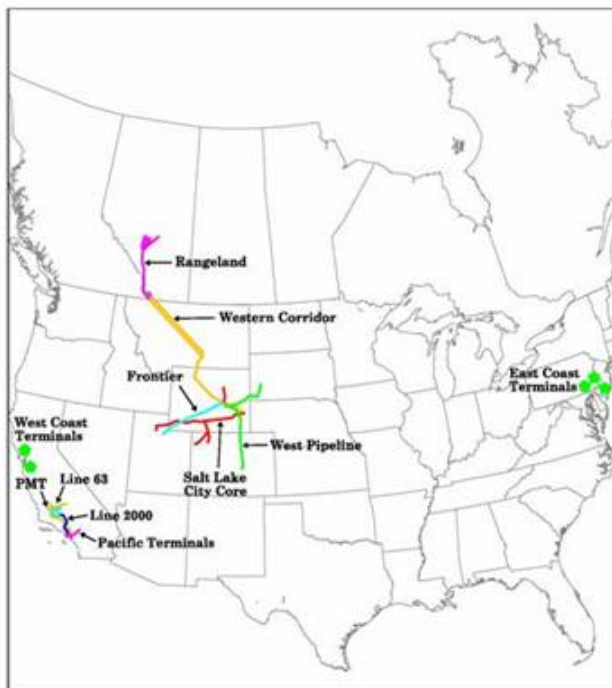 Rangeland
Western Corridor
Frontier
East Coast
Terminals
West Coast
Terminals
West Pipeline
Salt Lake
City Core
PMT
Line 63
Line 2000
Pacific Terminals